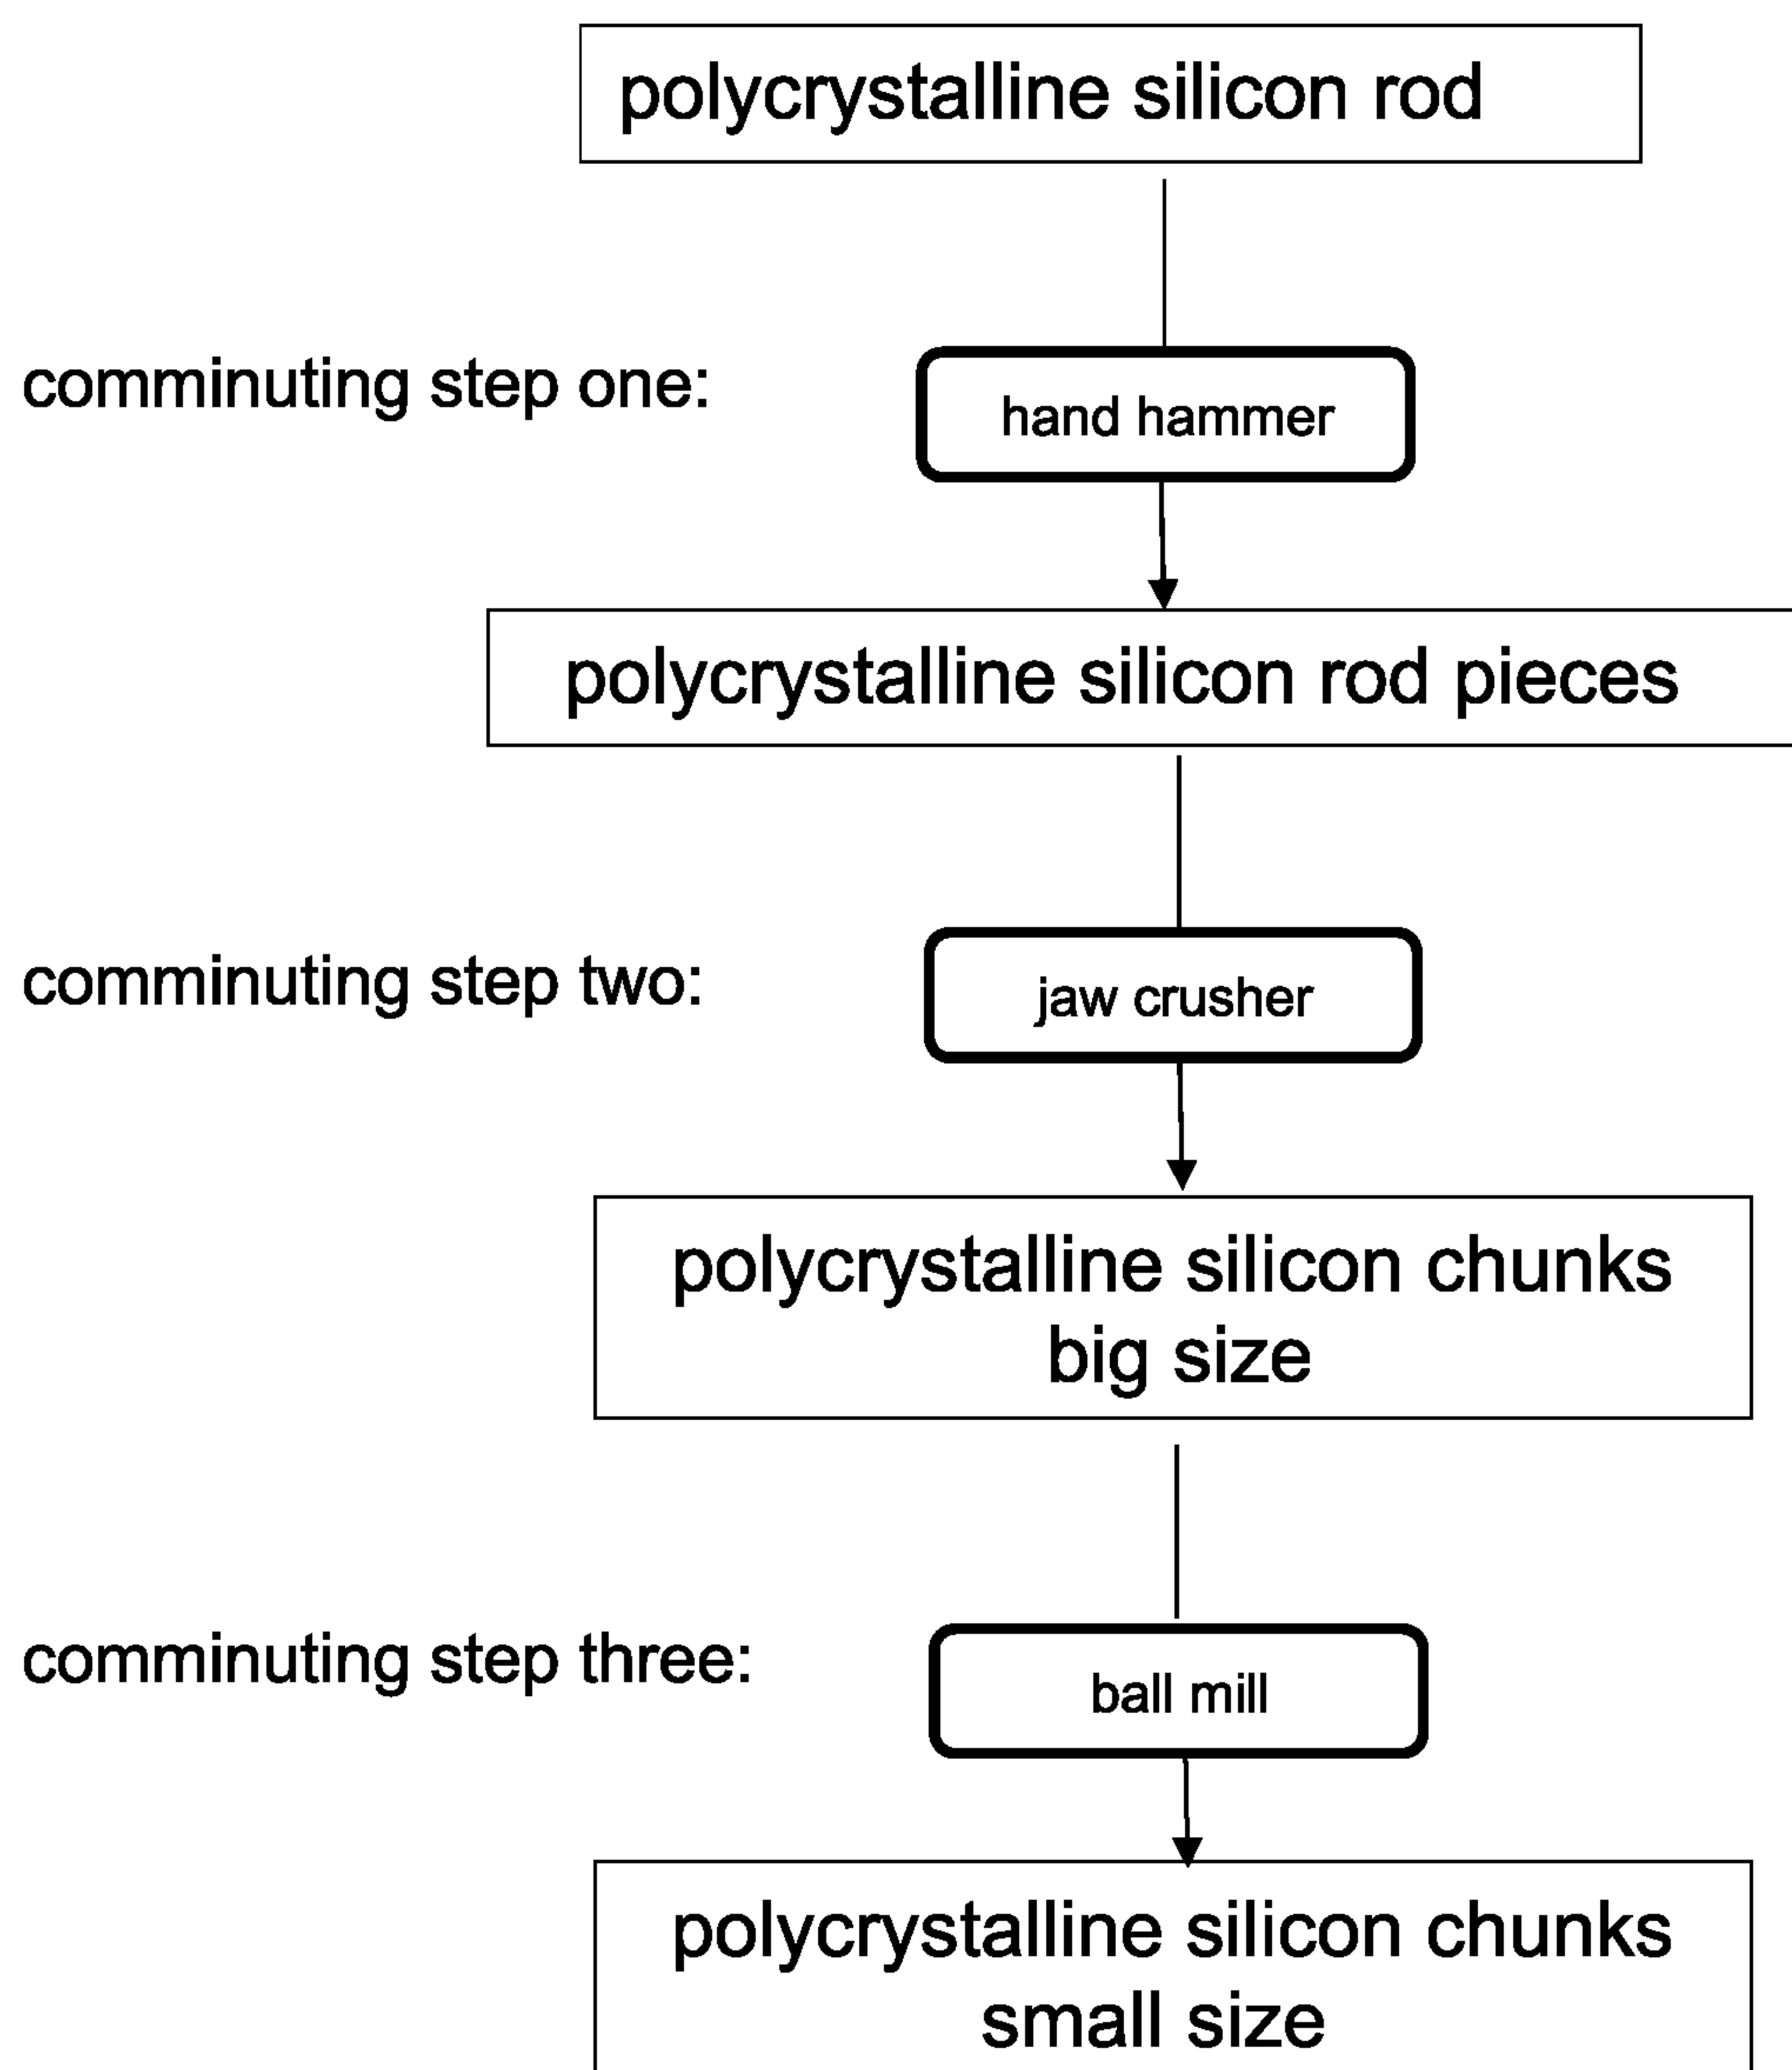 polycrystalline silicon rod
comminuting step one:
hand hammer
polycrystalline silicon rod pieces
comminuting step two:
jaw crusher
polycrystalline silicon chunks
big size
comminuting step three:
ball mill
polycrystalline silicon chunks
small size